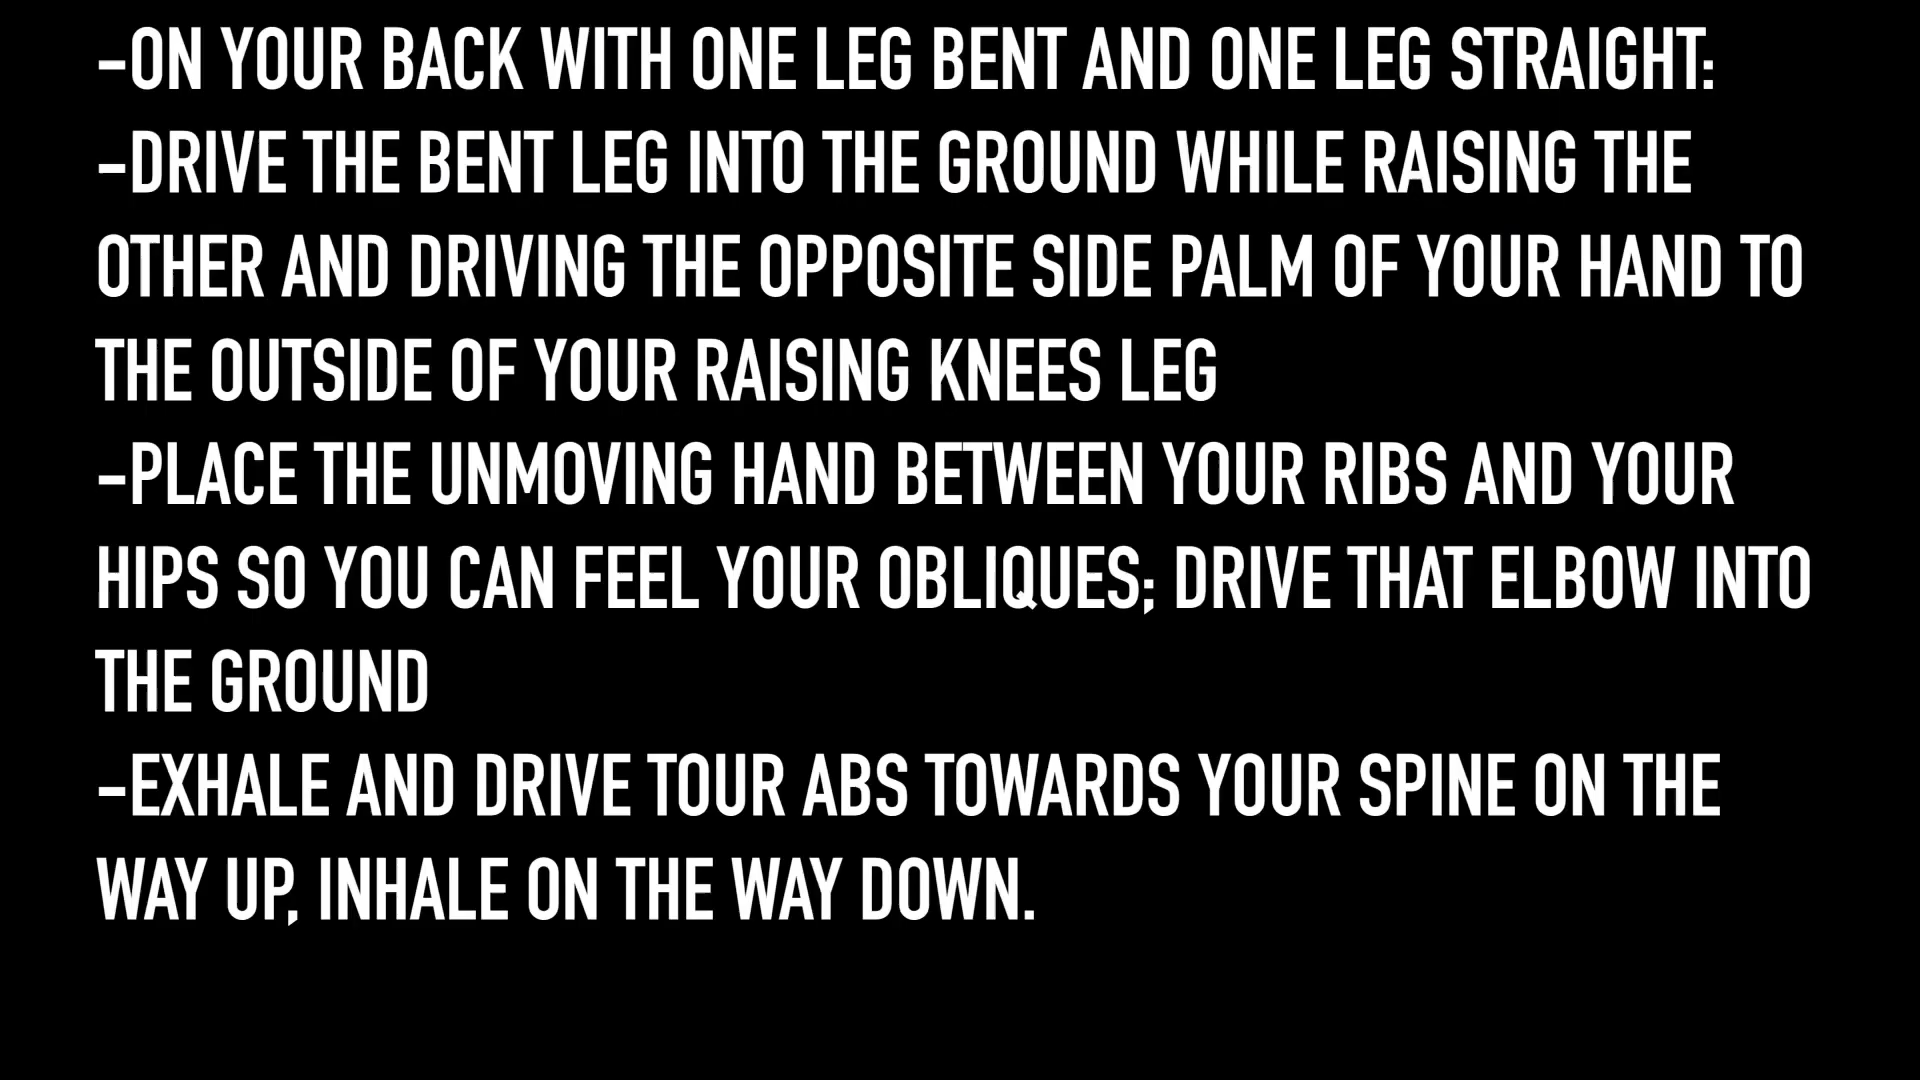 -ON YOUR BACK WITH ONE LEG BENT AND ONE LEG STRAIGHT:
-DRIVE THE BENT LEG INTO THE GROUND WHILE RAISING THE
OTHER AND DRIVING THE OPPOSITE SIDE PALM OF YOUR HAND TO
THE OUTSIDE OF YOUR RAISING KNEES LEG
-PLACE THE UNMOVING HAND BETWEEN YOUR RIBS AND YOUR
HIPS SO YOU CAN FEEL YOUR OBLIQUES; DRIVE THAT ELBOW INTO
THE GROUND
-EXHALE AND DRIVE TOUR ABS TOWARDS YOUR SPINE ON THE
WAY UP, INHALE ON THE WAY DOWN.